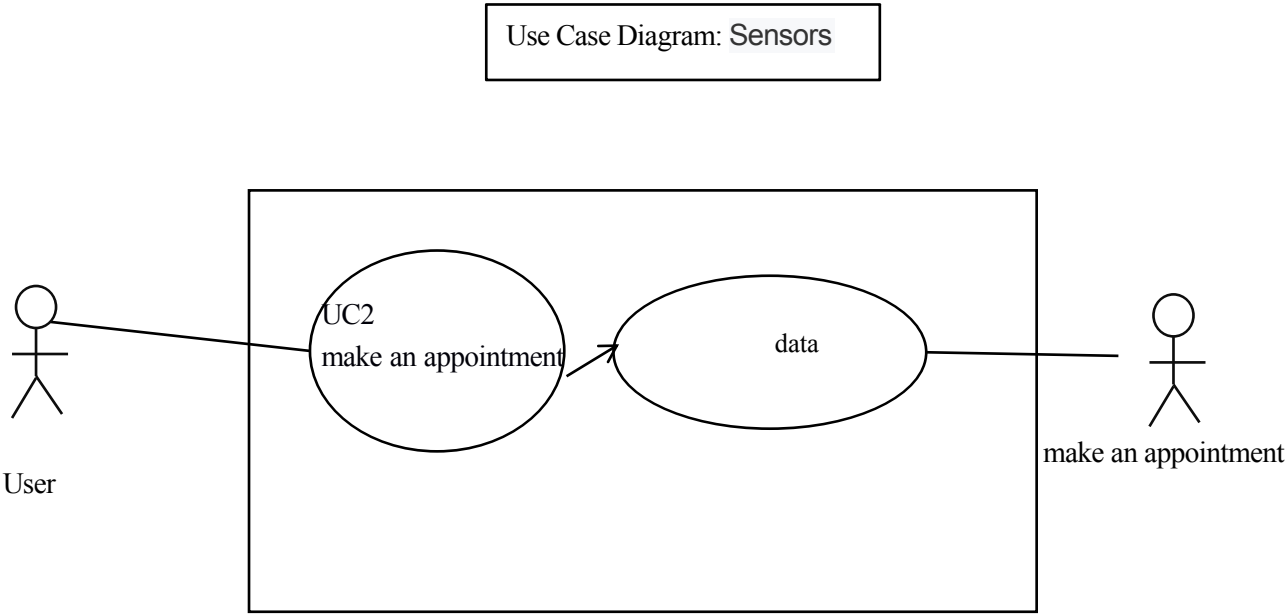 Use Case Diagram: Sensors
UC2
make an appointment
data
make an appointment
User